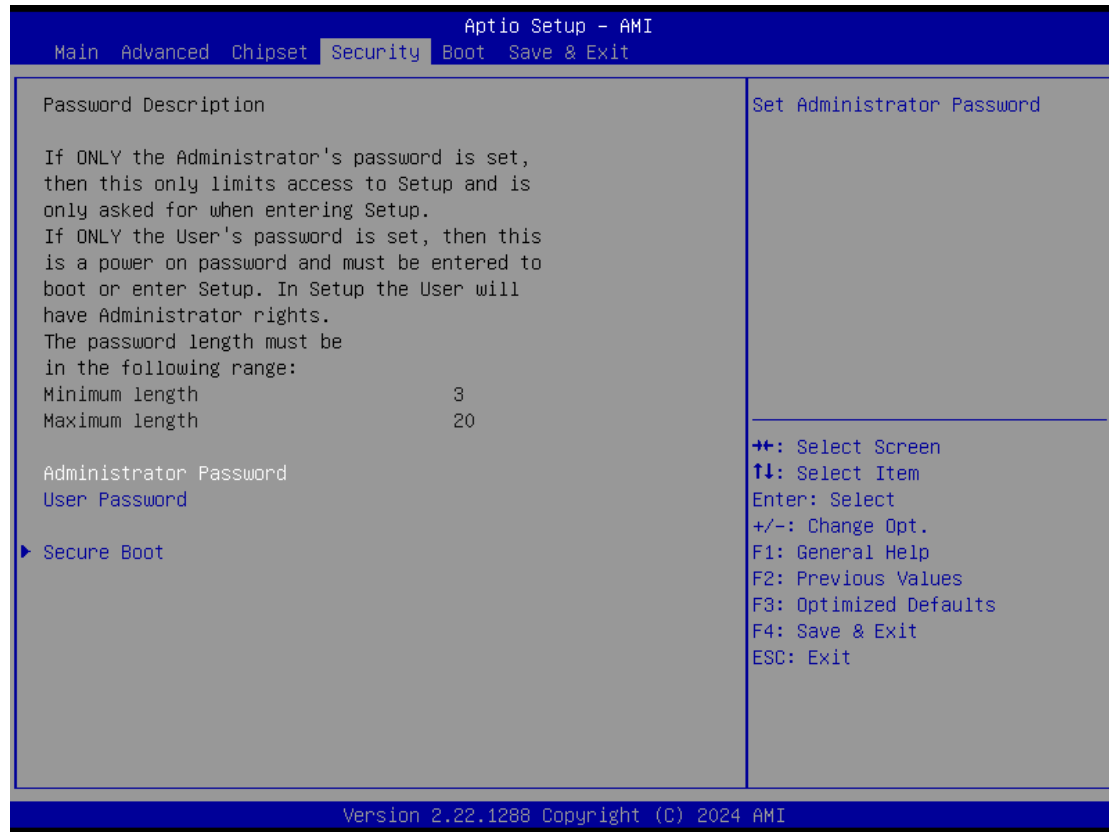 Aptio Setup – AMI
Main Advanced Chipset Security Boot Save & Exit
Password Description
If ONLY the Administrator's password is set,
then this only limits access to Setup and is
only asked for when entering Setup.
If ONLY the User's password is set, then this
is a power on password and must be entered to
boot or enter Setup. In Setup the User will
have Administrator rights.
The password length must be
in the following range:
Minimum length 3
Maximum length 20
Administrator Password
User Password
Secure Boot
Set Administrator Password
→←: Select Screen
↑↓: Select Item
Enter: Select
+/-: Change Opt.
F1: General Help
F2: Previous Values
F3: Optimized Defaults
F4: Save & Exit
ESC: Exit
Version 2.22.1288 Copyright (C) 2024 AMI